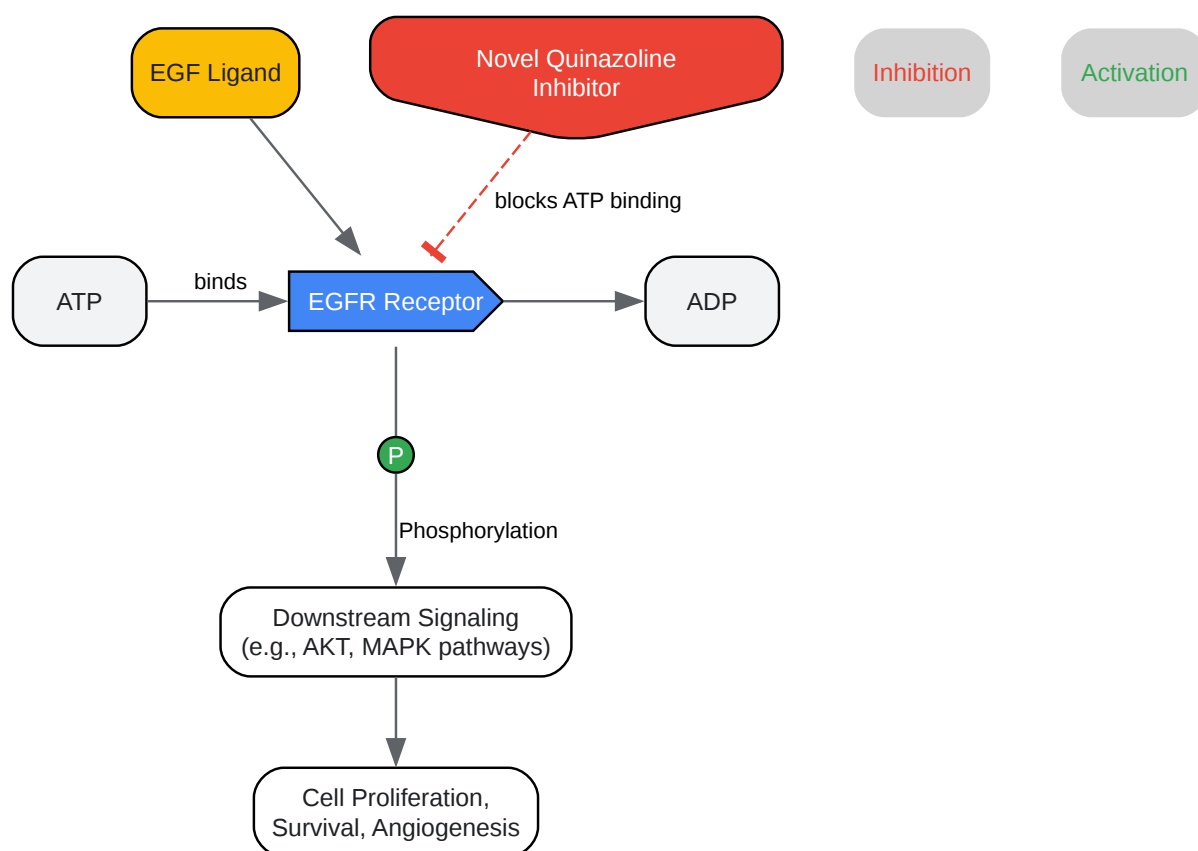 EGF Ligand
Novel Quinazoline
Inhibitor
Inhibition
Activation
blocks ATP binding
ATP
binds
EGFR Receptor
ADP
P
Phosphorylation
Downstream Signaling
(e.g., AKT, MAPK pathways)
Cell Proliferation,
Survival, Angiogenesis